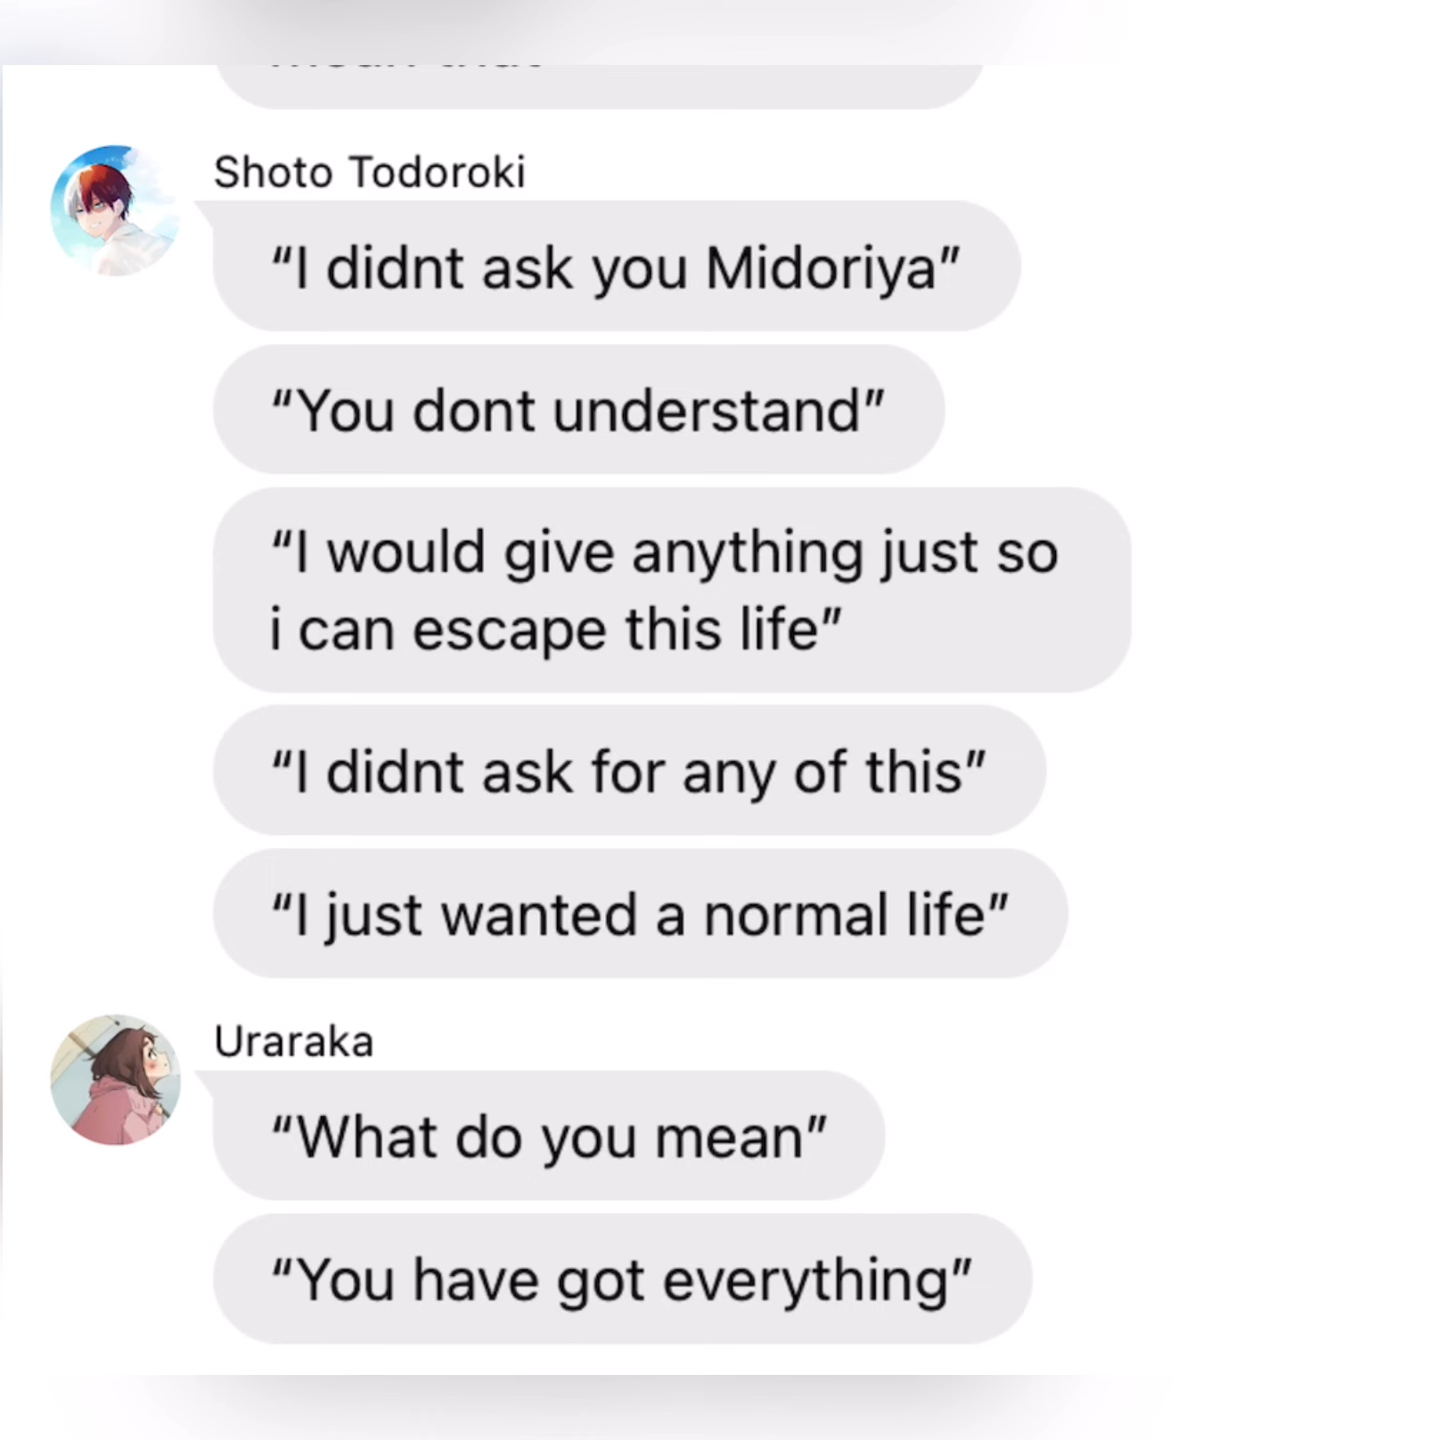 Shoto Todoroki
“I didnt ask you Midoriya”
“You dont understand”
“I would give anything just so
i can escape this life”
“I didnt ask for any of this”
“I just wanted a normal life”
Uraraka
“What do you mean”
“You have got everything”